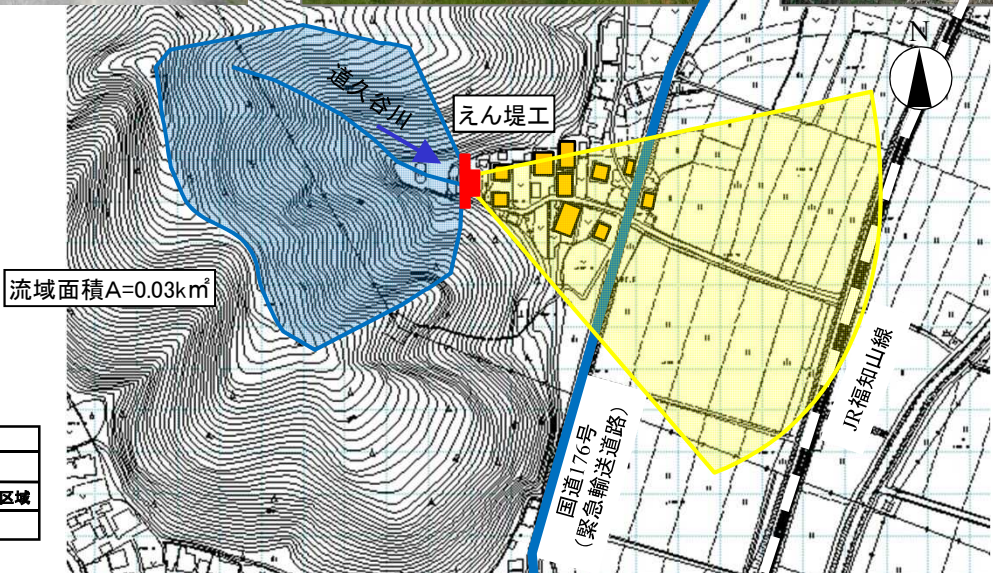 N
道久谷川
えん堤工
流域面積A=0.03km²
JR福知山線
国道176号
(緊急輸送道路)
区域